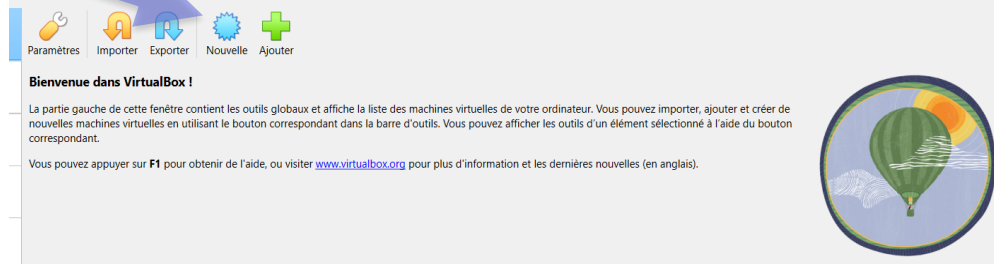 Paramètres Importer Exporter Nouvelle Ajouter
Bienvenue dans VirtualBox !
La partie gauche de cette fenêtre contient les outils globaux et affiche la liste des machines virtuelles de votre ordinateur. Vous pouvez importer, ajouter et créer de
nouvelles machines virtuelles en utilisant le bouton correspondant dans la barre d'outils. Vous pouvez afficher les outils d'un élément sélectionné à l'aide du bouton
correspondant.
Vous pouvez appuyer sur F1 pour obtenir de l'aide, ou visiter www.virtualbox.org pour plus d'information et les dernières nouvelles (en anglais).